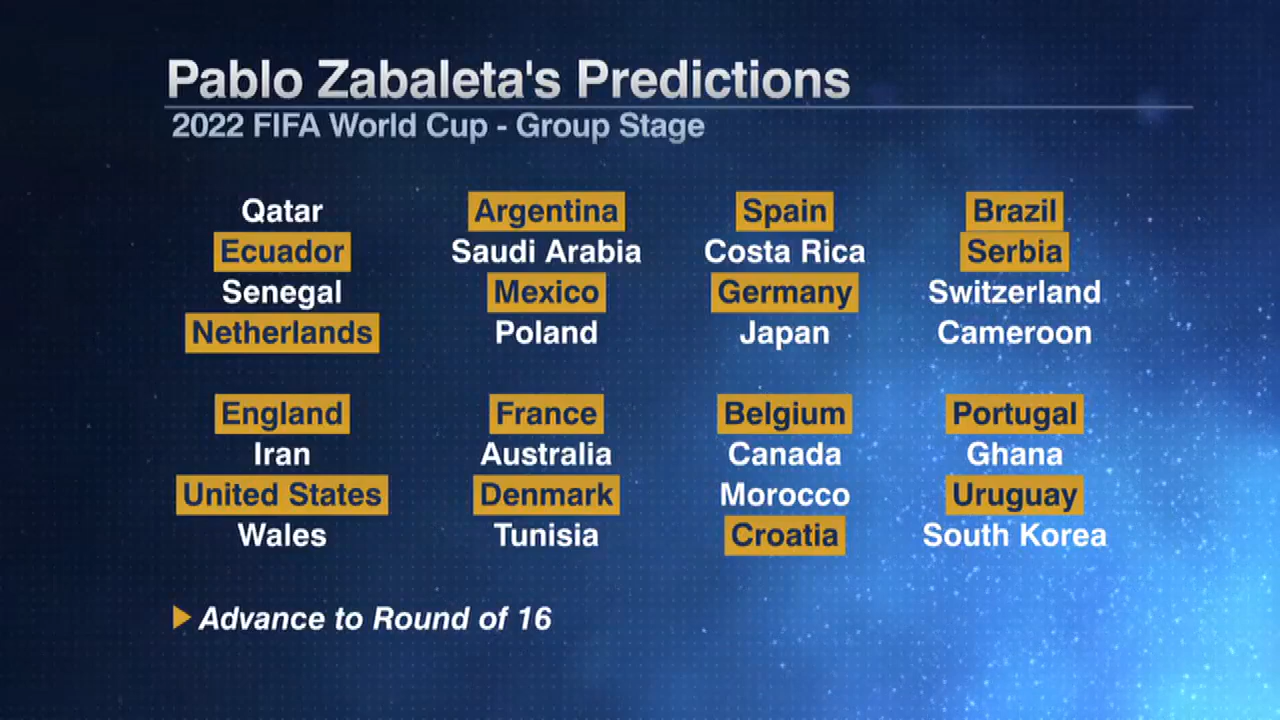 Pablo Zabaleta's Predictions
2022 FIFA World Cup - Group Stage
Qatar
Ecuador
Senegal
Netherlands
Argentina
Saudi Arabia
Mexico
Poland
Spain
Costa Rica
Germany
Japan
Brazil
Serbia
Switzerland
Cameroon
England
Iran
United States
Wales
France
Australia
Denmark
Tunisia
Belgium
Canada
Morocco
Croatia
Portugal
Ghana
Uruguay
South Korea
Advance to Round of 16